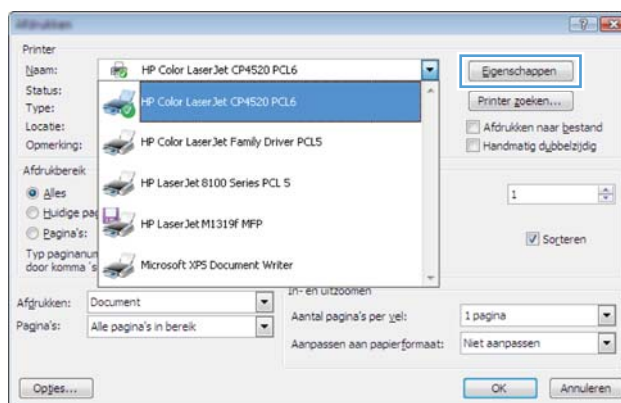 Afdrukken
Printer
Naam: HP Color LaserJet CP4520 PCL6 Eigenschappen
Status: HP Color LaserJet CP4520 PCL6 Printer zoeken...
Type:
Locatie: HP Color LaserJet Family Driver PCL5 Afdrukken naar bestand
Opmerking: Handmatig dubbelzijdig
Afdrukbereik HP LaserJet 8100 Series PCL 5
Alles 1
Huidige pag HP LaserJet M1319f MFP
Pagina's: Sorteren
Typ paginanun Microsoft XPS Document Writer
door komma 's
In- en uitzoomen
Afdrukken: Document Aantal pagina's per vel: 1 pagina
Pagina's: Alle pagina's in bereik Aanpassen aan papierformaat: Niet aanpassen
Opties... OK Annuleren